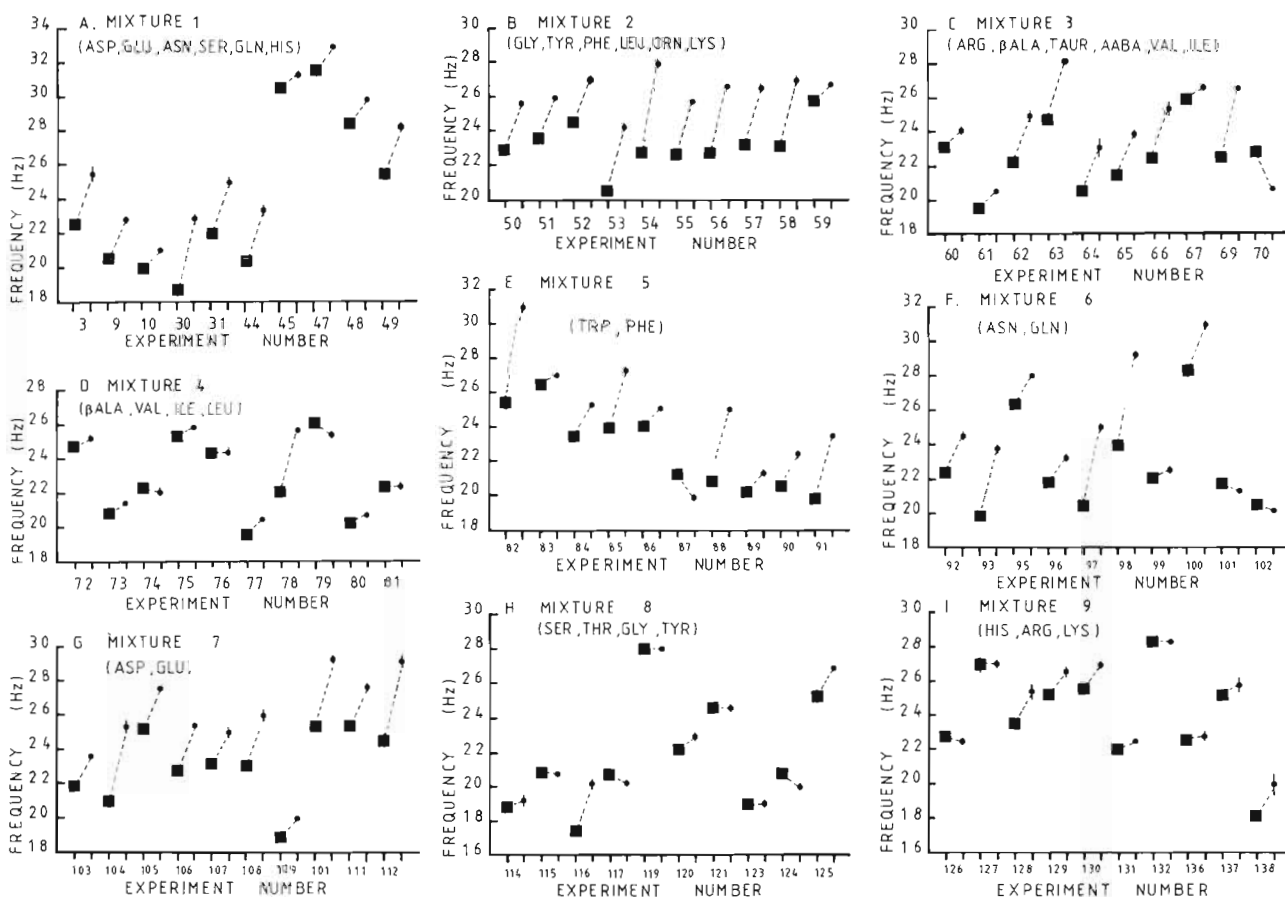 A. MIXTURE 1
(ASP, GLU, ASN, SER, GLN, HIS)
FREQUENCY (Hz)
34
32
30
28
26
24
22
20
18
3 9 10 30 31 44 45 47 48 49
EXPERIMENT NUMBER
B MIXTURE 2
(GLY, TYR, PHE, LEU, ORN, LYS)
FREQUENCY (Hz)
30
28
26
24
22
20
50 51 52 53 54 55 56 57 58 59
EXPERIMENT NUMBER
C MIXTURE 3
(ARG, βALA, TAUR, AABA, VAL, ILE)
FREQUENCY (Hz)
30
28
26
24
22
20
18
60 61 62 63 64 65 66 67 69 70
EXPERIMENT NUMBER
D MIXTURE 4
(βALA, VAL, ILE, LEU)
FREQUENCY (Hz)
28
26
24
22
20
18
72 73 74 75 76 77 78 79 80 81
EXPERIMENT NUMBER
E MIXTURE 5
(TRP, PHE)
FREQUENCY (Hz)
32
30
28
26
24
22
20
18
82 83 84 85 86 87 88 89 90 91
EXPERIMENT NUMBER
F. MIXTURE 6
(ASN, GLN)
FREQUENCY (Hz)
32
30
28
26
24
22
20
18
92 93 95 96 97 98 99 100 101 102
EXPERIMENT NUMBER
G MIXTURE 7
(ASP, GLU)
FREQUENCY (Hz)
30
28
26
24
22
20
18
103 104 105 106 107 108 109 101 111 112
EXPERIMENT NUMBER
H MIXTURE 8
(SER, THR, GLY, TYR)
FREQUENCY (Hz)
30
28
26
24
22
20
18
16
114 115 116 117 119 120 121 123 124 125
EXPERIMENT NUMBER
I MIXTURE 9
(HIS, ARG, LYS)
FREQUENCY (Hz)
30
28
26
24
22
20
18
16
126 127 128 129 130 131 132 136 137 138
EXPERIMENT NUMBER